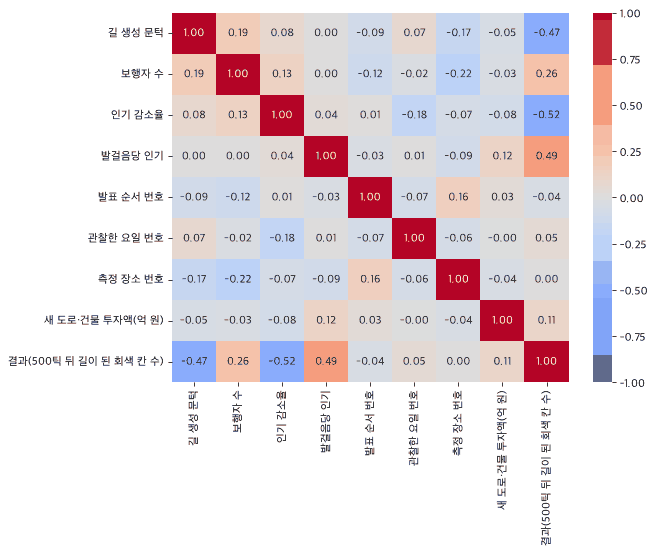 길 생성 문턱 1.00 0.19 0.08 0.00 -0.09 0.07 -0.17 -0.05 -0.47
보행자 수 0.19 1.00 0.13 0.00 -0.12 -0.02 -0.22 -0.03 0.26
인기 감소율 0.08 0.13 1.00 0.04 0.01 -0.18 -0.07 -0.08 -0.52
발걸음당 인기 0.00 0.00 0.04 1.00 -0.03 0.01 -0.09 0.12 0.49
발표 순서 번호 -0.09 -0.12 0.01 -0.03 1.00 -0.07 0.16 0.03 -0.04
관찰한 요일 번호 0.07 -0.02 -0.18 0.01 -0.07 1.00 -0.06 -0.00 0.05
측정 장소 번호 -0.17 -0.22 -0.07 -0.09 0.16 -0.06 1.00 -0.04 0.00
새 도로·건물 투자액(억 원) -0.05 -0.03 -0.08 0.12 0.03 -0.00 -0.04 1.00 0.11
결과(500틱 뒤 길이 된 회색 칸 수) -0.47 0.26 -0.52 0.49 -0.04 0.05 0.00 0.11 1.00
길 생성 문턱
보행자 수
인기 감소율
발걸음당 인기
발표 순서 번호
관찰한 요일 번호
측정 장소 번호
새 도로·건물 투자액(억 원)
결과(500틱 뒤 길이 된 회색 칸 수)
1.00
0.75
0.50
0.25
0.00
-0.25
-0.50
-0.75
-1.00